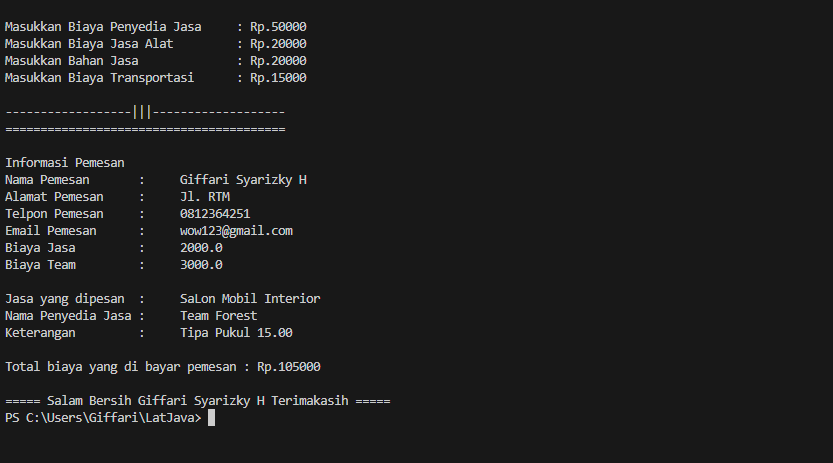 Masukkan Biaya Penyedia Jasa     : Rp.50000
Masukkan Biaya Jasa Alat         : Rp.20000
Masukkan Bahan Jasa              : Rp.20000
Masukkan Biaya Transportasi      : Rp.15000
------------------|||-------------------
========================================
Informasi Pemesan
Nama Pemesan       :     Giffari Syarizky H
Alamat Pemesan     :     Jl. RTM
Telpon Pemesan     :     0812364251
Email Pemesan      :     wow123@gmail.com
Biaya Jasa         :     2000.0
Biaya Team         :     3000.0
Jasa yang dipesan  :     SaLon Mobil Interior
Nama Penyedia Jasa :     Team Forest
Keterangan         :     Tipa Pukul 15.00
Total biaya yang di bayar pemesan : Rp.105000
===== Salam Bersih Giffari Syarizky H Terimakasih =====
PS C:\Users\Giffari\LatJava>